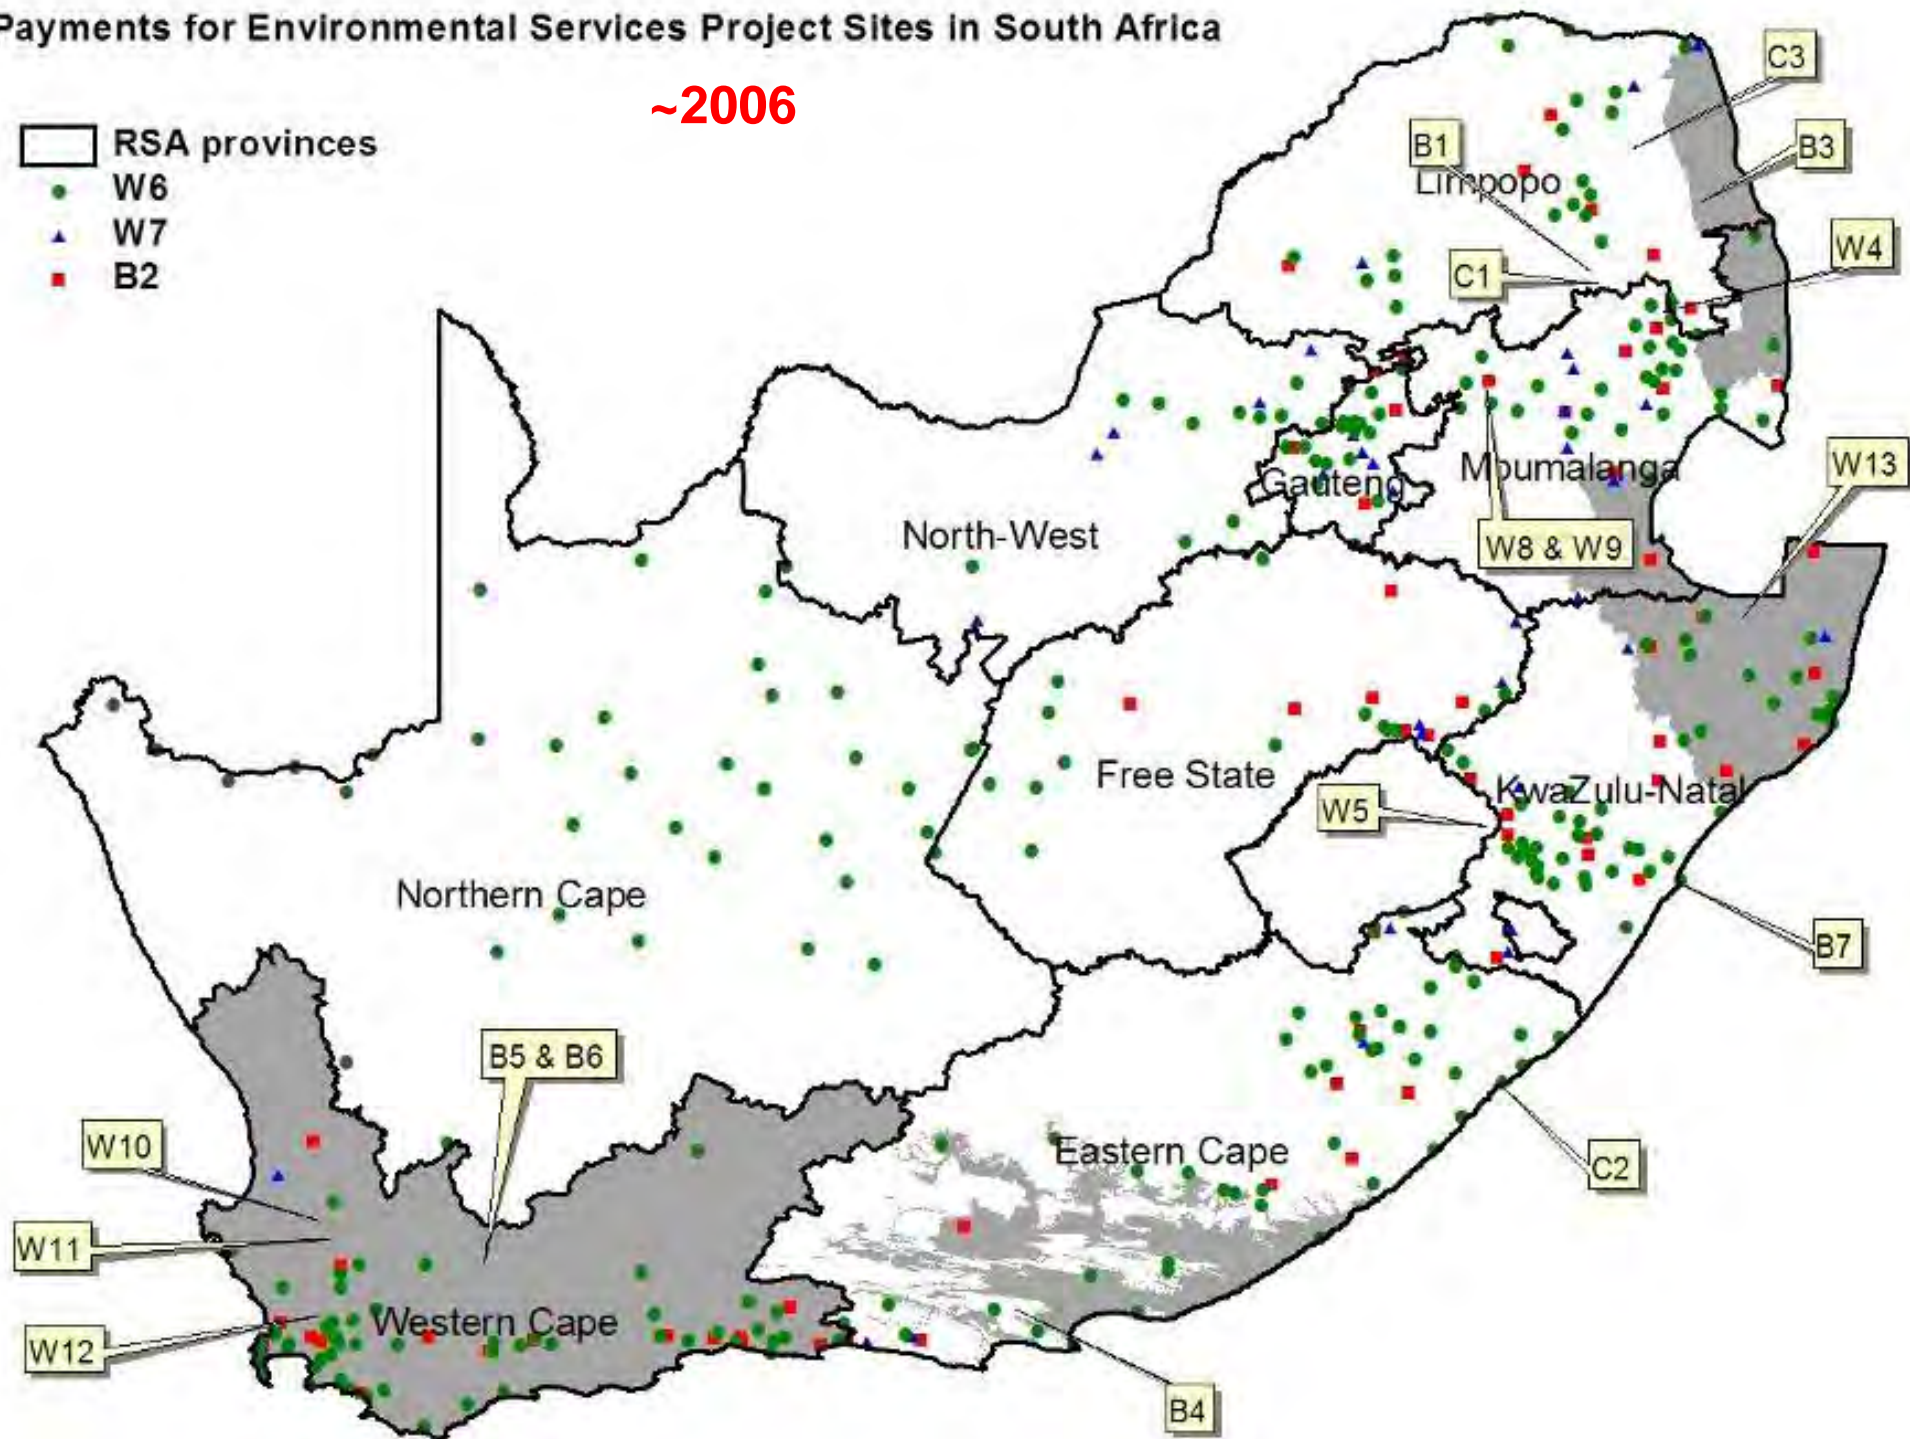 Payments for Environmental Services Project Sites in South Africa
~2006
RSA provinces
W6
W7
B2
C3
B1
B3
Limpopo
W4
C1
Mpumalanga
W13
Gauteng
North-West
W8 & W9
Free State
KwaZulu-Natal
W5
Northern Cape
B7
B5 & B6
W10
Eastern Cape
C2
W11
Western Cape
W12
B4